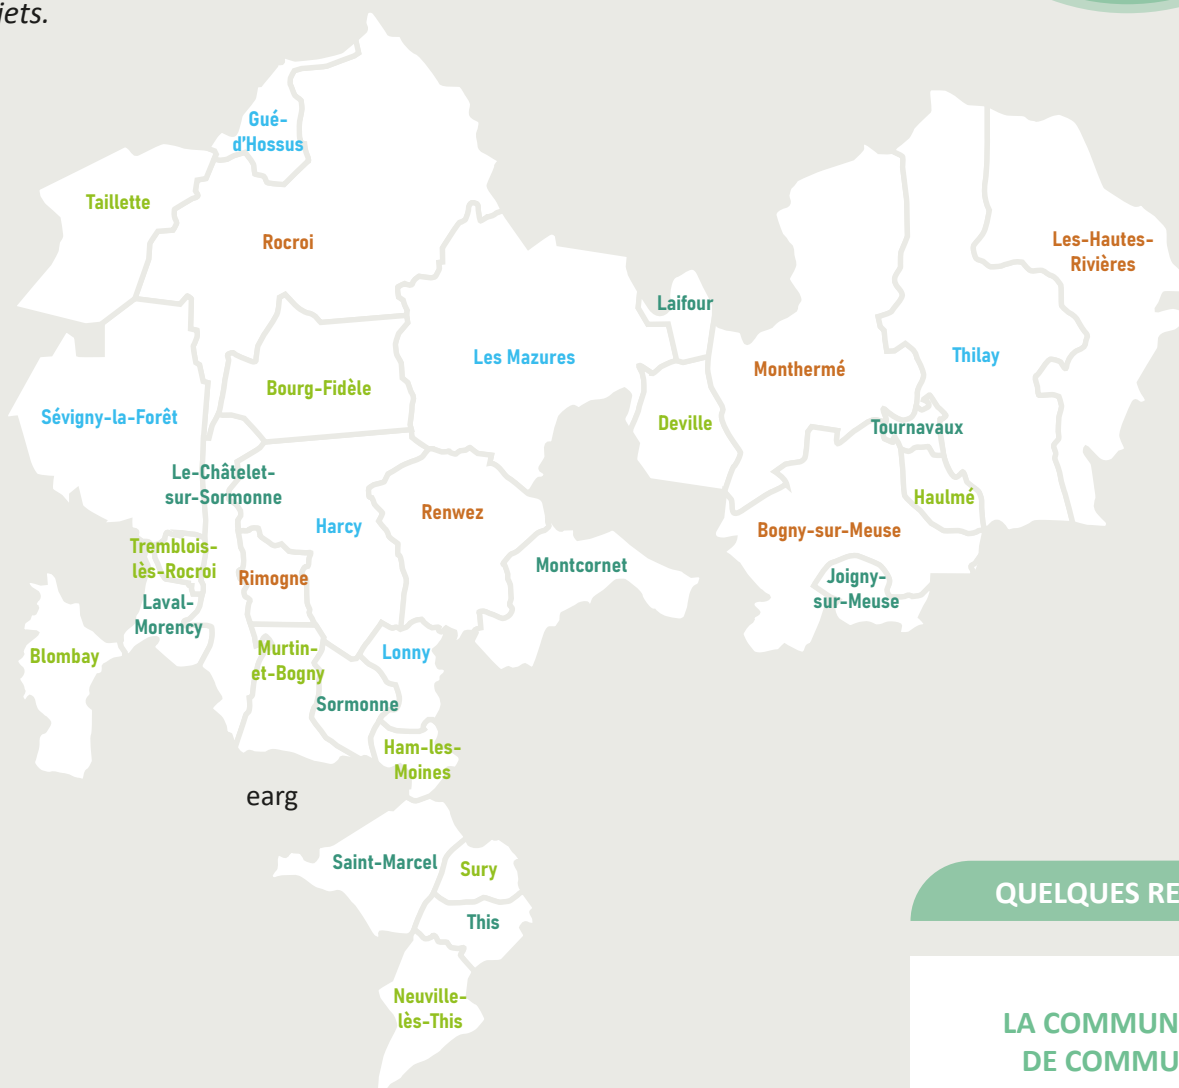 jets.
Gué-
d'Hossus
Taillette
Rocroi
Les-Hautes-
Rivières
Laifour
Les Mazures
Thilay
Monthermé
Bourg-Fidèle
Sévigny-la-Forêt
Deville
Tournavaux
Le-Châtelet-
sur-Sormonne
Haulmé
Renwez
Harcy
Bogny-sur-Meuse
Tremblois-
lès-Rocroi
Montcornet
Rimogne
Joigny-
sur-Meuse
Laval-
Morency
Blombay
Murtin-
et-Bogny
Lonny
Sormonne
Ham-les-
Moines
earg
Saint-Marcel
Sury
This
QUELQUES RE
Neuville-
lès-This
LA COMMUN
DE COMMU